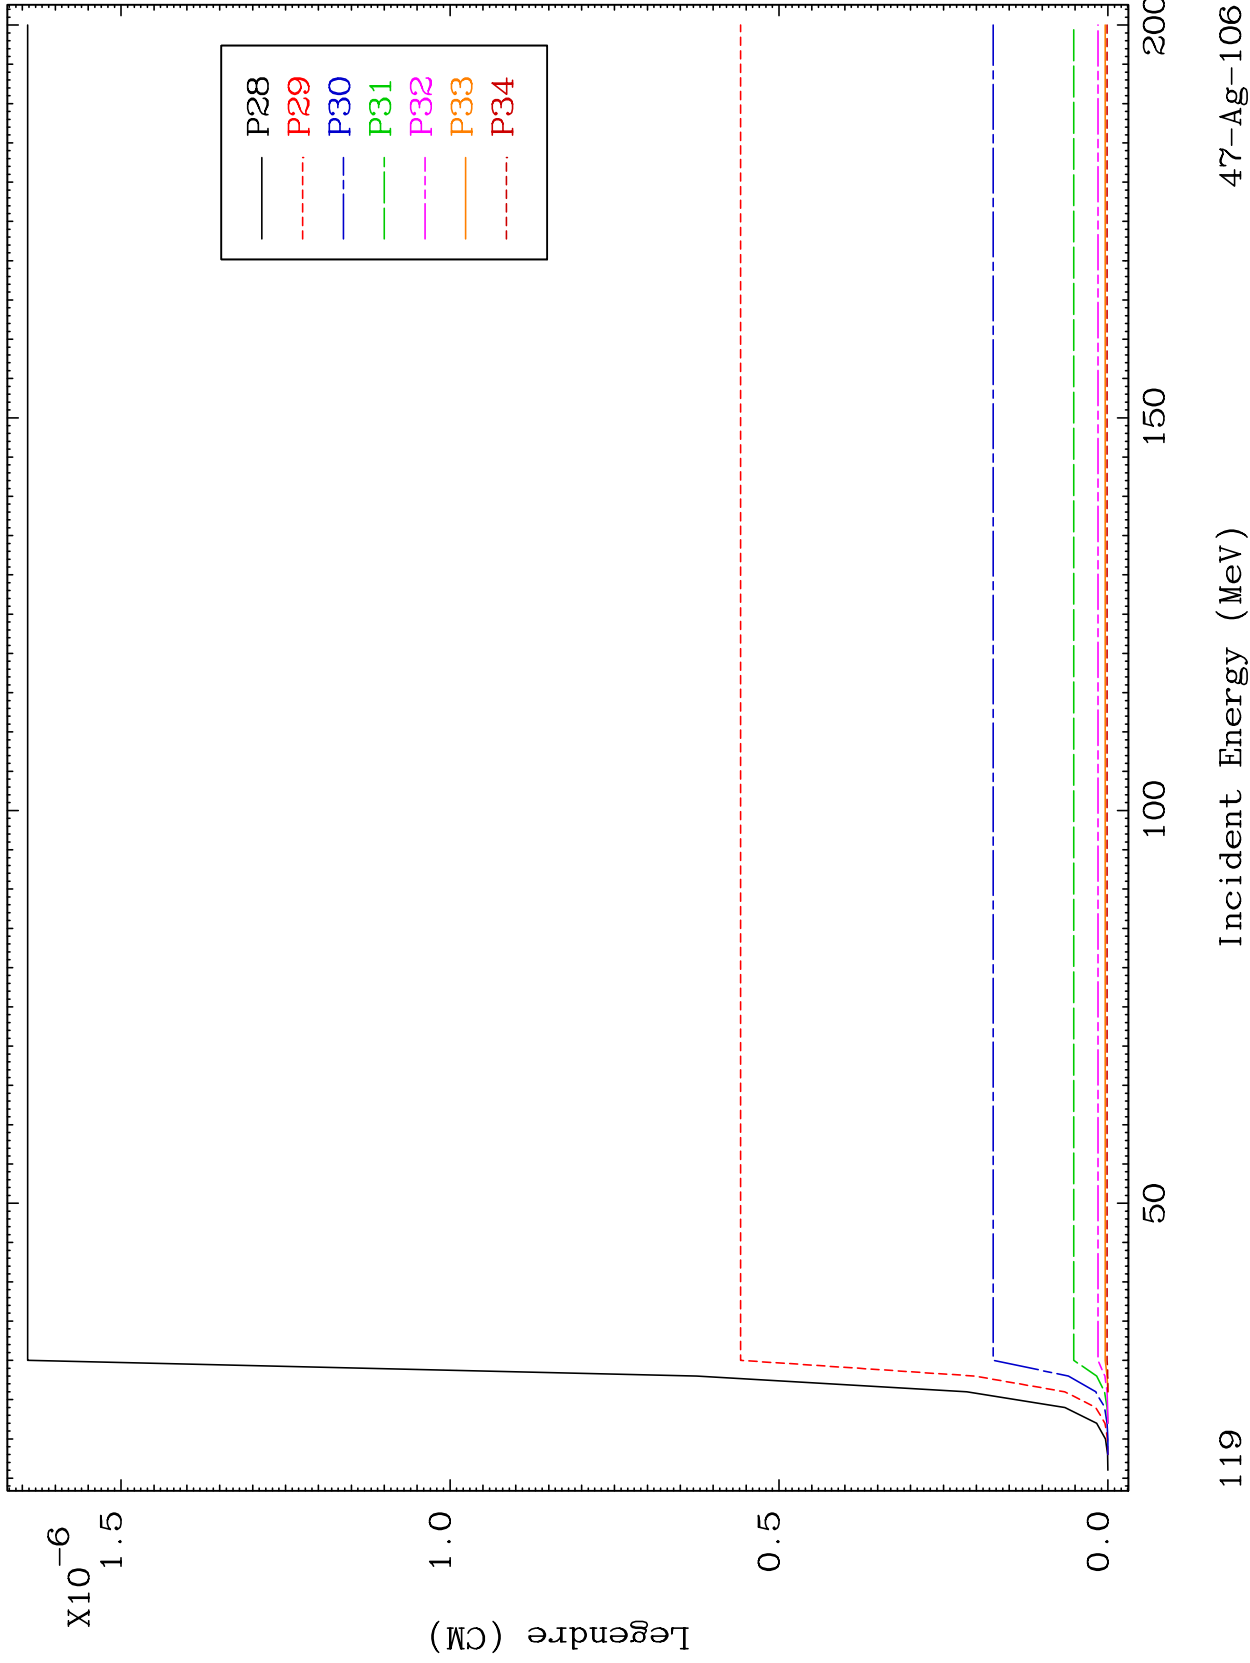 X10-6
1.5
1.0
0.5
0.0
Legendre (CM)
P28
P29
P30
P31
P32
P33
P34
50
100
150
200
Incident Energy (MeV)
119
47-Ag-106